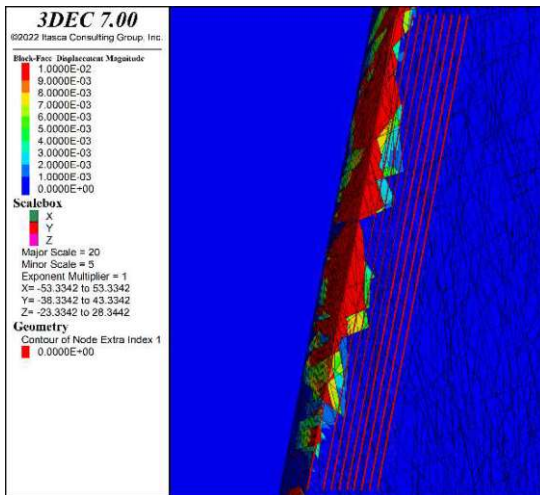 3DEC 7.00
©2022 Itasca Consulting Group, Inc.
Block-Face Displacement Magnitude
1.0000E-02
9.0000E-03
8.0000E-03
7.0000E-03
6.0000E-03
5.0000E-03
4.0000E-03
3.0000E-03
2.0000E-03
1.0000E-03
0.0000E+00
Scalebox
X
Y
Z
Major Scale = 20
Minor Scale = 5
Exponent Multiplier = 1
X= -53.3342 to 53.3342
Y= -38.3342 to 43.3342
Z= -23.3342 to 28.3442
Geometry
Contour of Node Extra Index 1
0.0000E+00